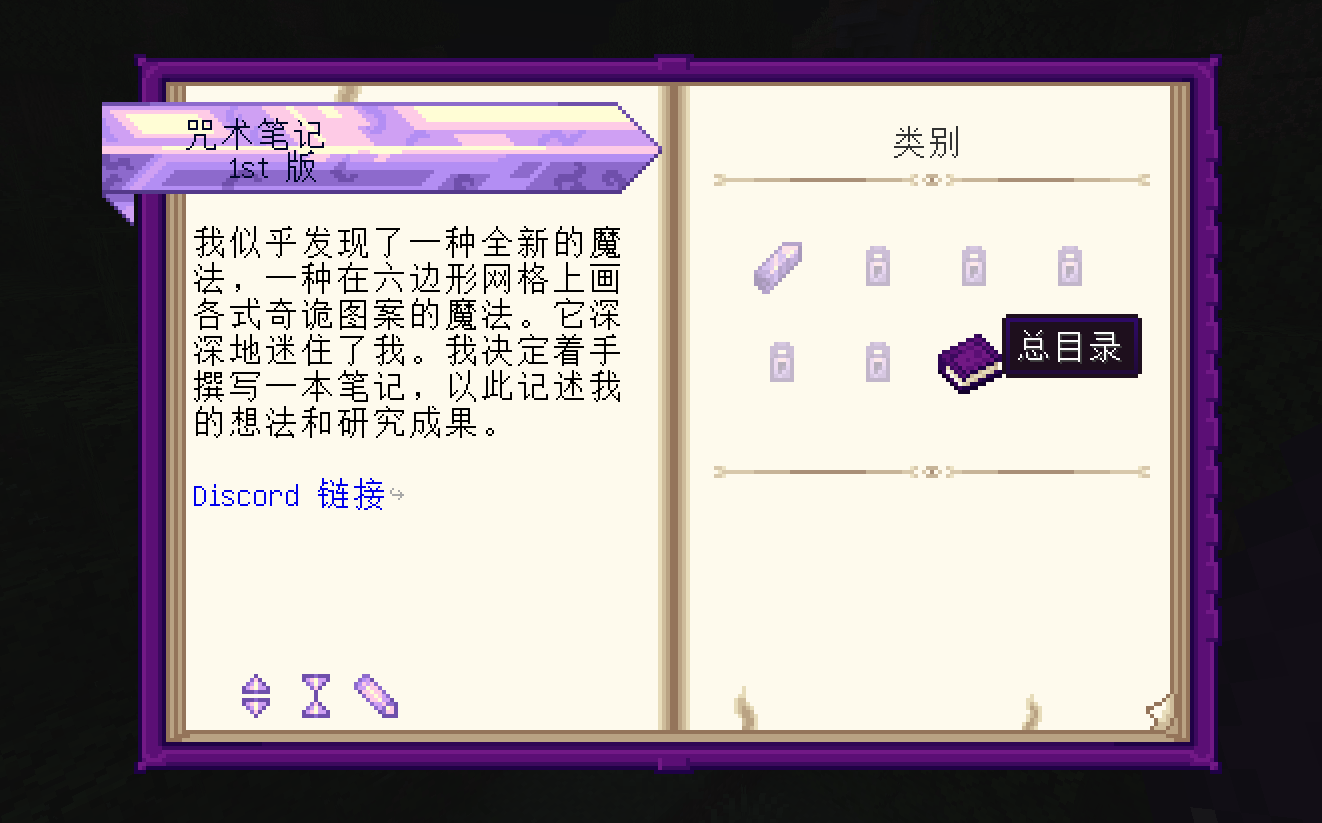 咒术笔记
1st 版
我似乎发现了一种全新的魔
法，一种在六边形网格上画
各式奇诡图案的魔法。它深
深地迷住了我。我决定着手
撰写一本笔记，以此记述我
的想法和研究成果。
Discord 链接
类别
总目录